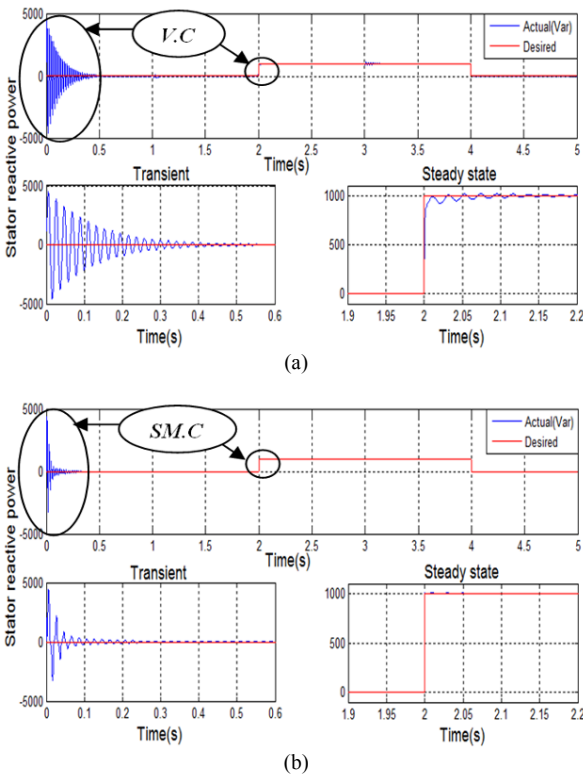 5000
0
-5000
Stator reactive power
V.C
Actual(Var)
Desired
0 0.5 1 1.5 2 2.5 3 3.5 4 4.5 5
Time(s)
Transient
5000
0
-5000
0 0.1 0.2 0.3 0.4 0.5 0.6
Time(s)
Steady state
1000
500
0
1.9 1.95 2 2.05 2.1 2.15 2.2
Time(s)
(a)
5000
0
-5000
Stator reactive power
SM.C
Actual(Var)
Desired
0 0.5 1 1.5 2 2.5 3 3.5 4 4.5 5
Time(s)
Transient
5000
0
-5000
0 0.1 0.2 0.3 0.4 0.5 0.6
Time(s)
Steady state
1000
500
0
1.9 1.95 2 2.05 2.1 2.15 2.2
Time(s)
(b)